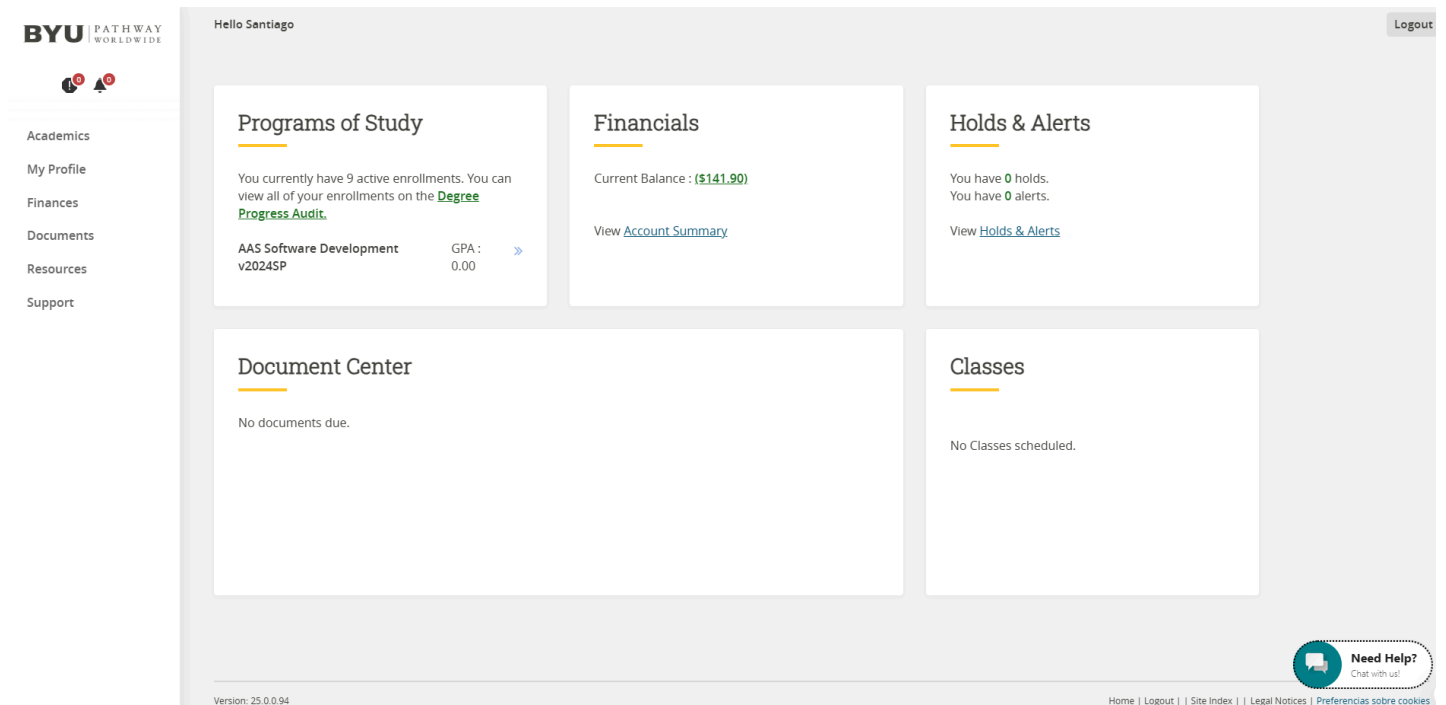 BYU PATHWAY
WORLDWIDE
0 0
Academics
My Profile
Finances
Documents
Resources
Support
Hello Santiago
Logout
Programs of Study
You currently have 9 active enrollments. You can
view all of your enrollments on the Degree
Progress Audit.
AAS Software Development GPA : »
v2024SP 0.00
Financials
Current Balance : ($141.90)
View Account Summary
Holds & Alerts
You have 0 holds.
You have 0 alerts.
View Holds & Alerts
Document Center
No documents due.
Classes
No Classes scheduled.
Need Help?
Chat with us!
Version: 25.0.0.94
Home | Logout | | Site Index | | Legal Notices | Preferencias sobre cookies